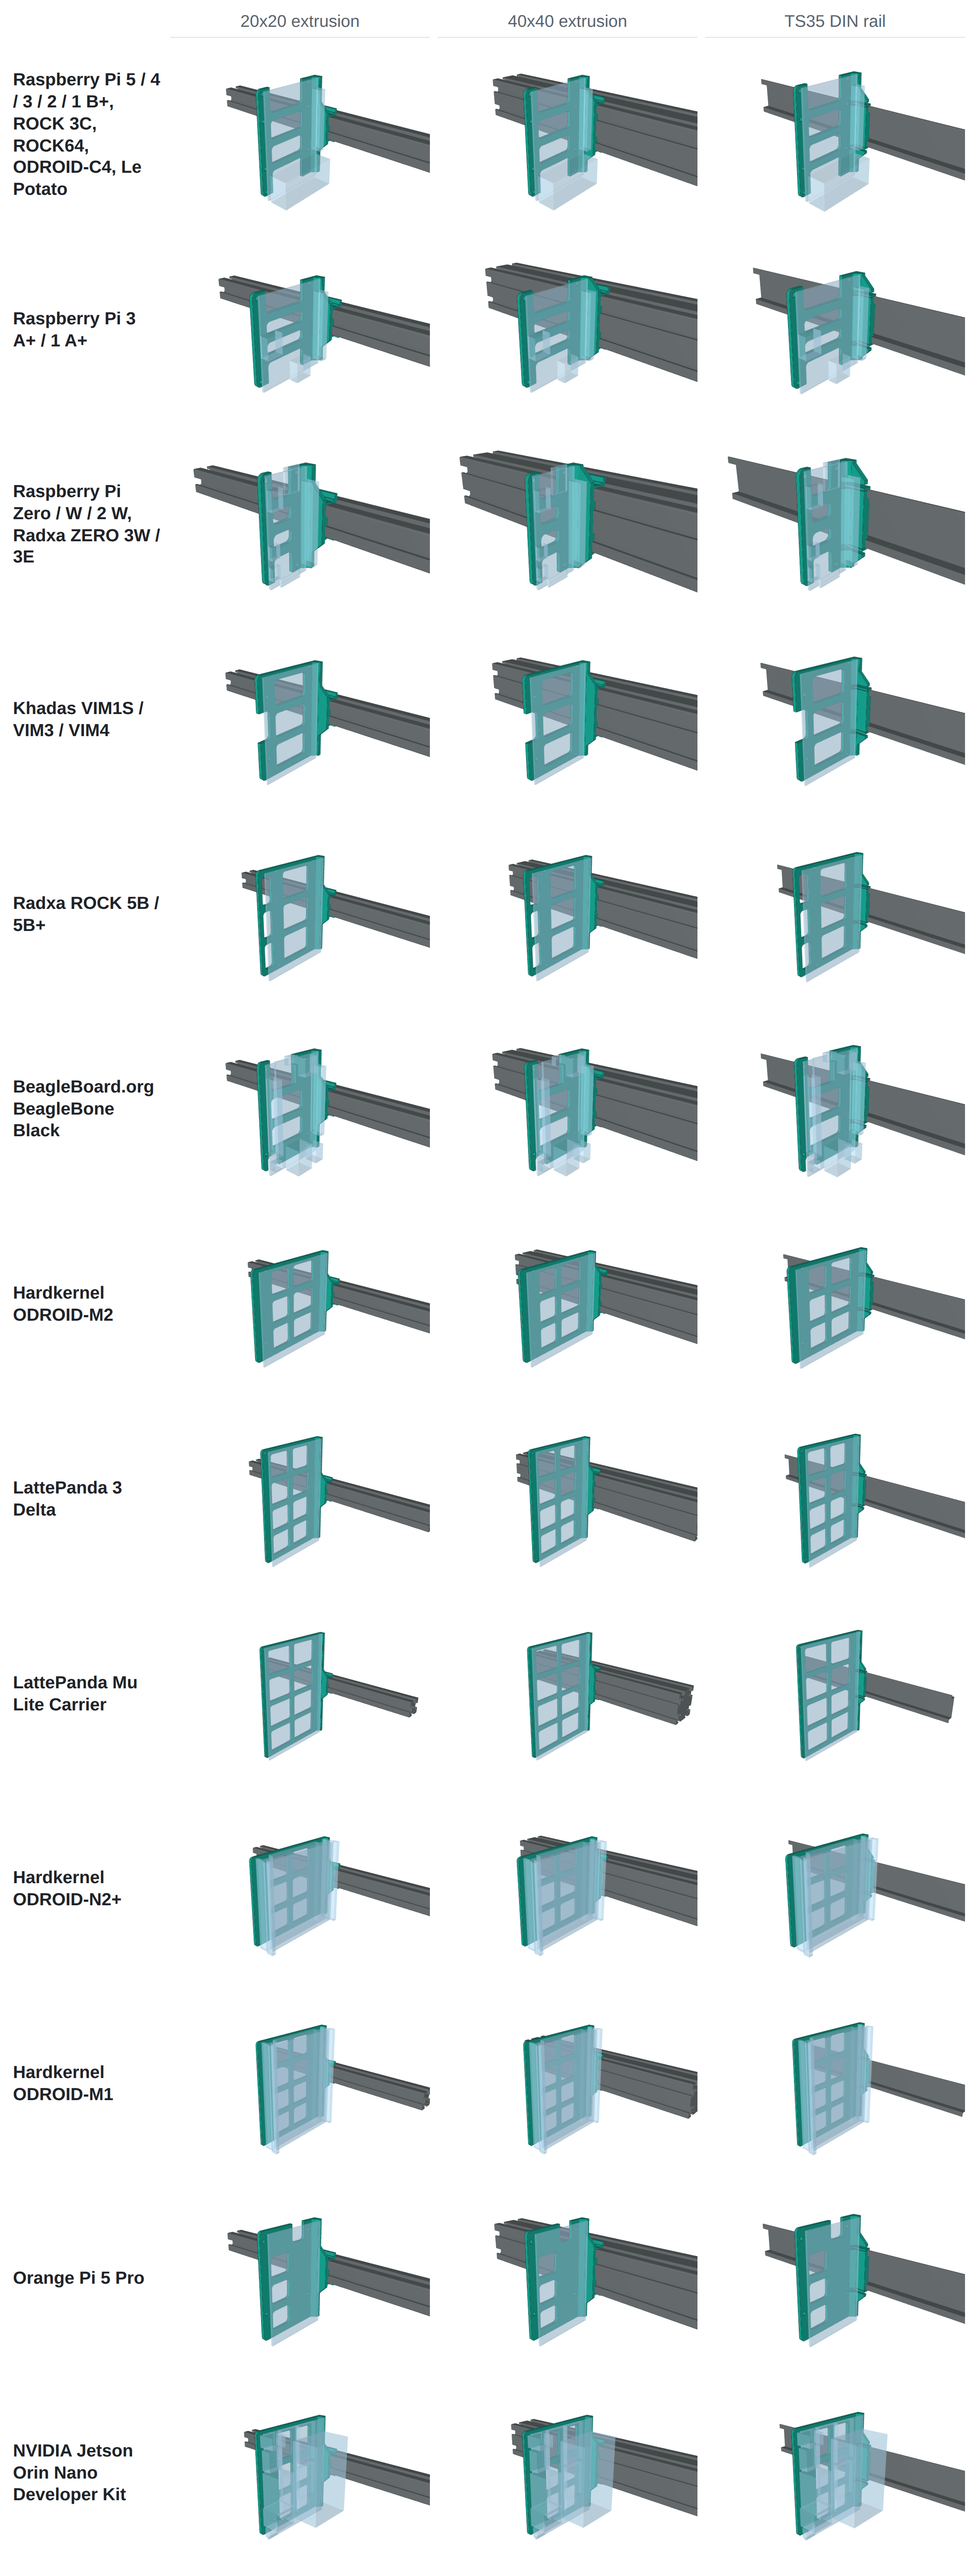 20x20 extrusion
40x40 extrusion
TS35 DIN rail
Raspberry Pi 5 / 4
/ 3 / 2 / 1 B+,
ROCK 3C,
ROCK64,
ODROID-C4, Le
Potato
Raspberry Pi 3
A+ / 1 A+
Raspberry Pi
Zero / W / 2 W,
Radxa ZERO 3W /
3E
Khadas VIM1S /
VIM3 / VIM4
Radxa ROCK 5B /
5B+
BeagleBoard.org
BeagleBone
Black
Hardkernel
ODROID-M2
LattePanda 3
Delta
LattePanda Mu
Lite Carrier
Hardkernel
ODROID-N2+
Hardkernel
ODROID-M1
Orange Pi 5 Pro
NVIDIA Jetson
Orin Nano
Developer Kit